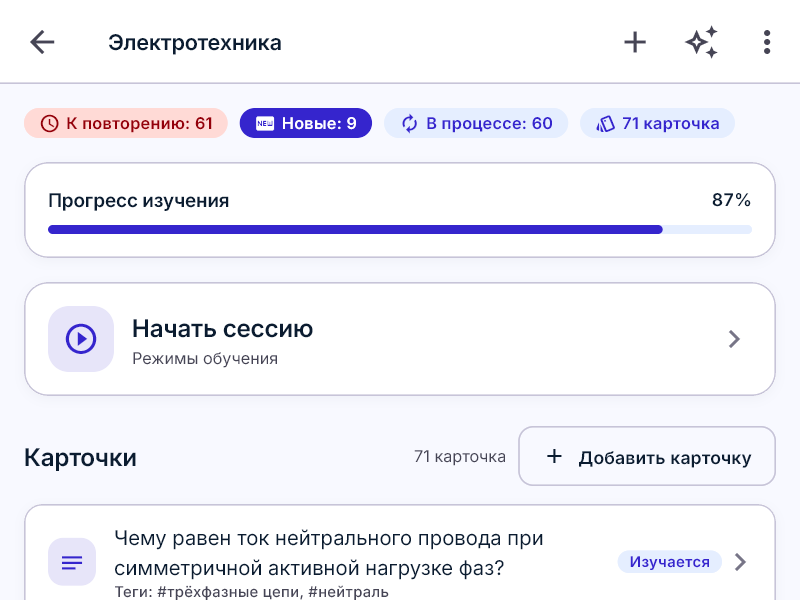 Электротехника
К повторению: 61
NEW Новые: 9
В процессе: 60
71 карточка
Прогресс изучения
87%
Начать сессию
Режимы обучения
Карточки
71 карточка
+ Добавить карточку
Чему равен ток нейтрального провода при
симметричной активной нагрузке фаз?
Изучается
Теги: #трёхфазные цепи, #нейтраль